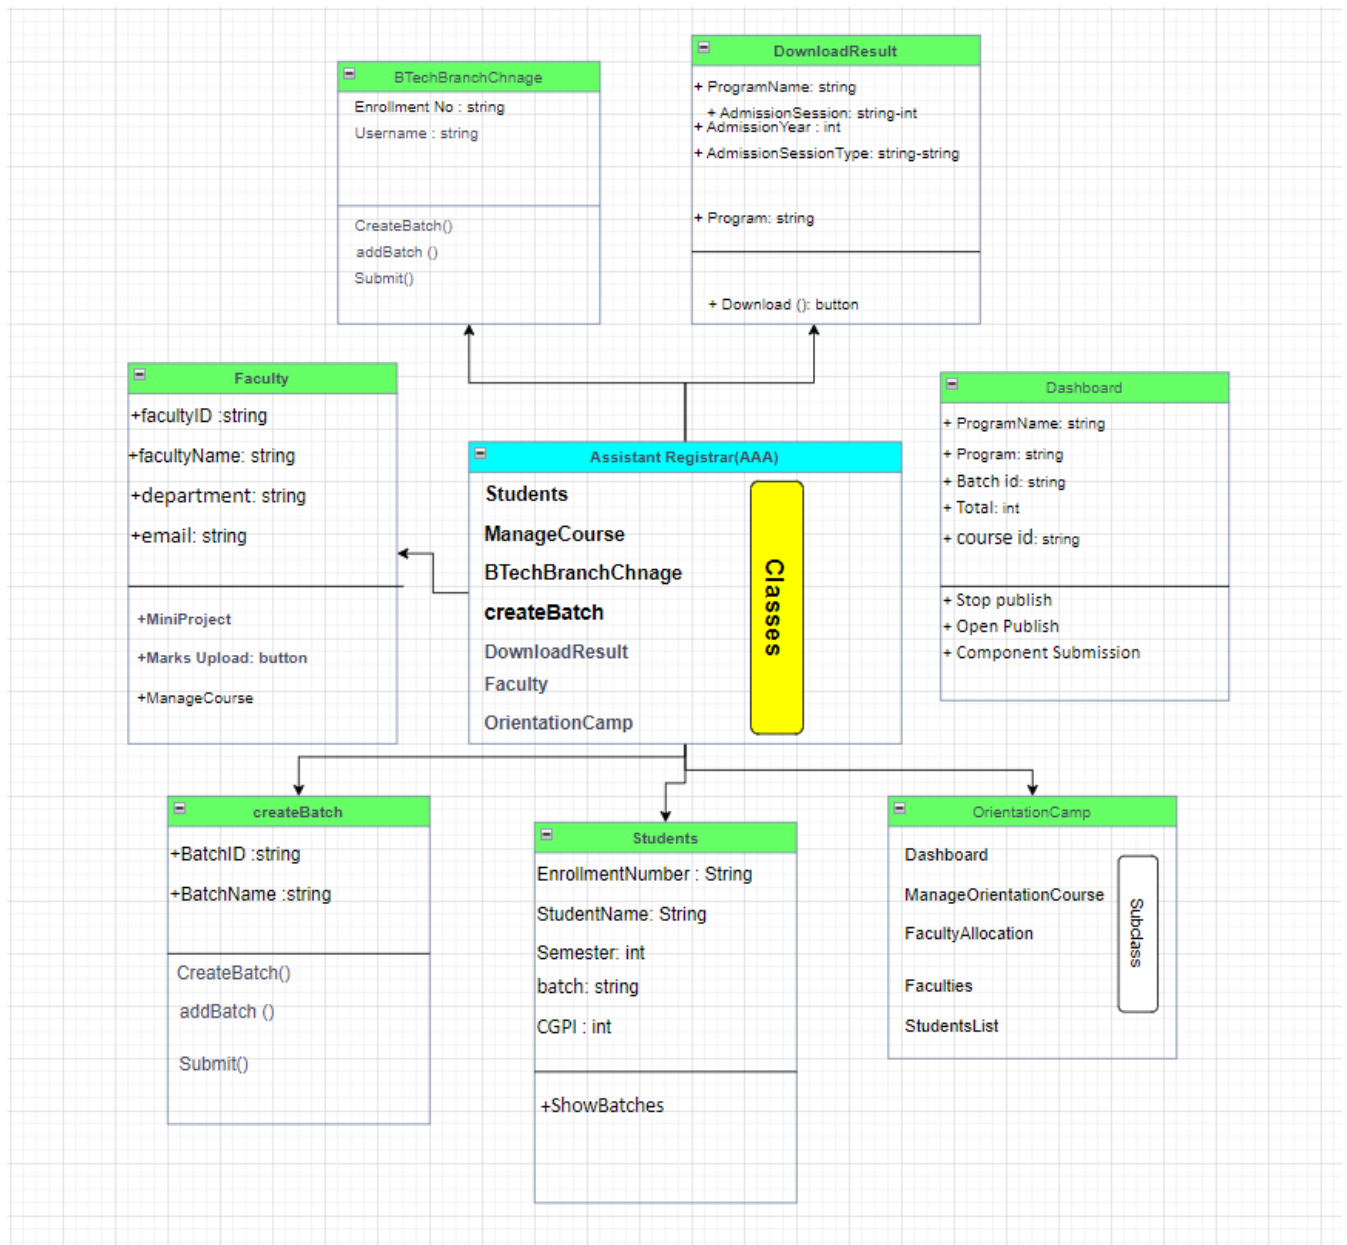 BTechBranchChnage
Enrollment No : string
Username : string
CreateBatch()
addBatch ()
Submit()
DownloadResult
+ ProgramName: string
+ AdmissionSession: string-int
+ AdmissionYear : int
+ AdmissionSessionType: string-string
+ Program: string
+ Download (): button
Faculty
+facultyID :string
+facultyName: string
+department: string
+email: string
+MiniProject
+Marks Upload: button
+ManageCourse
Assistant Registrar(AAA)
Students
ManageCourse
BTechBranchChnage
createBatch
DownloadResult
Faculty
OrientationCamp
Classes
Dashboard
+ ProgramName: string
+ Program: string
+ Batch id: string
+ Total: int
+ course id: string
+ Stop publish
+ Open Publish
+ Component Submission
createBatch
+BatchID :string
+BatchName :string
CreateBatch()
addBatch ()
Submit()
Students
EnrollmentNumber : String
StudentName: String
Semester: int
batch: string
CGPI : int
+ShowBatches
OrientationCamp
Dashboard
ManageOrientationCourse
FacultyAllocation
Faculties
StudentsList
Subclass